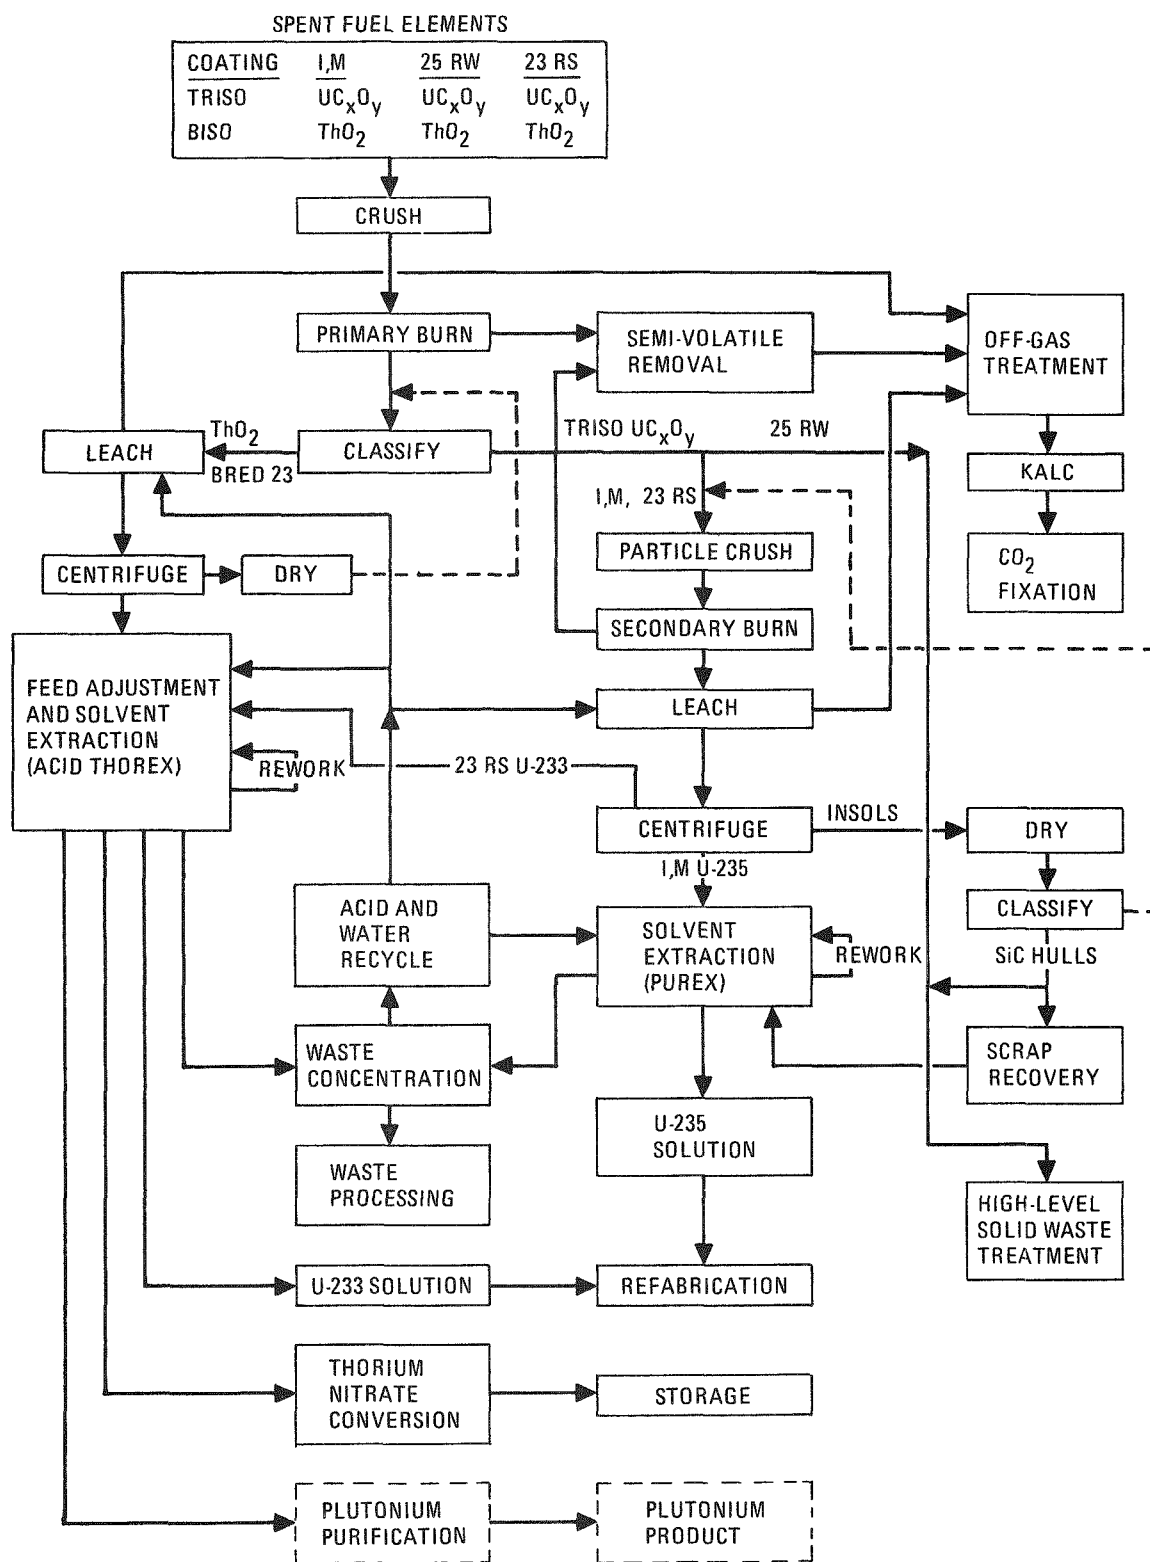 SPENT FUEL ELEMENTS
COATING I,M 25 RW 23 RS
TRISO UCxOy UCxOy UCxOy
BISO ThO2 ThO2 ThO2
CRUSH
PRIMARY BURN
SEMI-VOLATILE
REMOVAL
OFF-GAS
TREATMENT
LEACH
ThO2
BRED 23
CLASSIFY
TRISO UCxOy
25 RW
KALC
I,M, 23 RS
CENTRIFUGE
DRY
PARTICLE CRUSH
CO2
FIXATION
SECONDARY BURN
FEED ADJUSTMENT
AND SOLVENT
EXTRACTION
(ACID THOREX)
LEACH
REWORK
23 RS U-233
CENTRIFUGE
INSOLS
DRY
I,M U-235
ACID AND
WATER
RECYCLE
SOLVENT
EXTRACTION
(PUREX)
REWORK
CLASSIFY
SiC HULLS
WASTE
CONCENTRATION
SCRAP
RECOVERY
U-235
SOLUTION
WASTE
PROCESSING
HIGH-LEVEL
SOLID WASTE
TREATMENT
U-233 SOLUTION
REFABRICATION
THORIUM
NITRATE
CONVERSION
STORAGE
PLUTONIUM
PURIFICATION
PLUTONIUM
PRODUCT